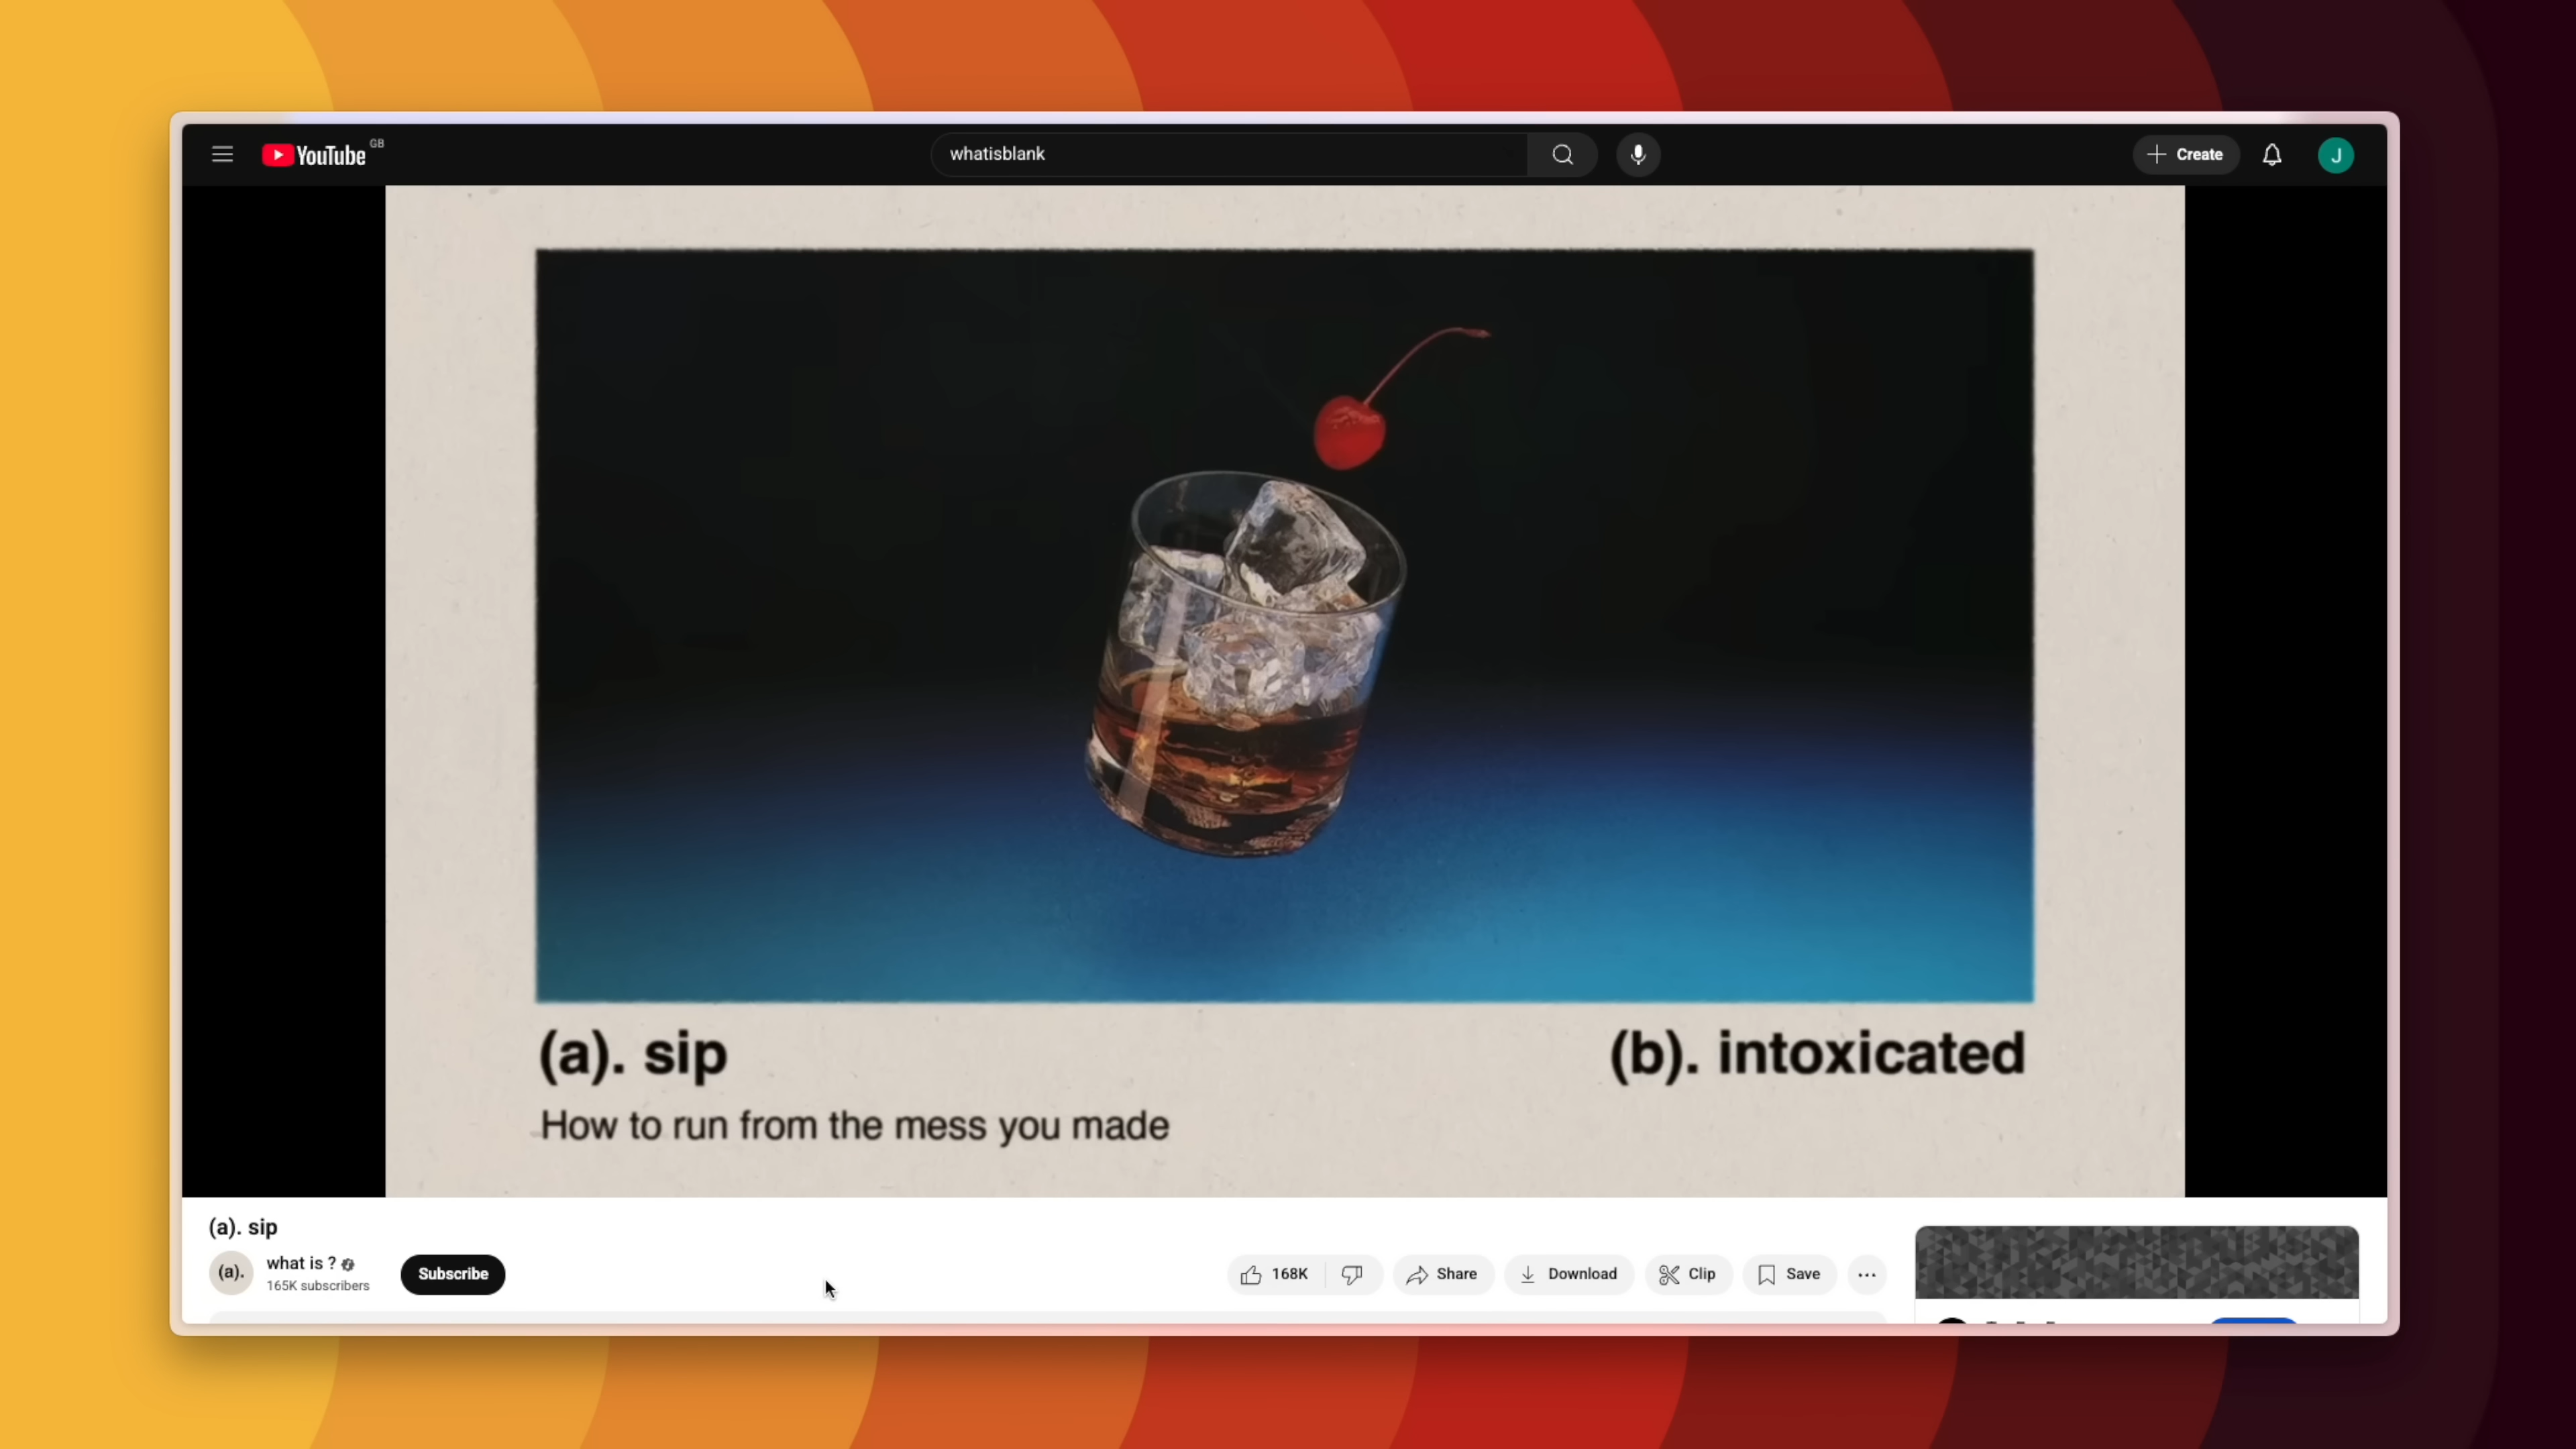 YouTube GB
whatisblank
Create
J
(a). sip
(b). intoxicated
How to run from the mess you made
(a). sip
(a).
what is ?
165K subscribers
Subscribe
168K
Share
Download
Clip
Save